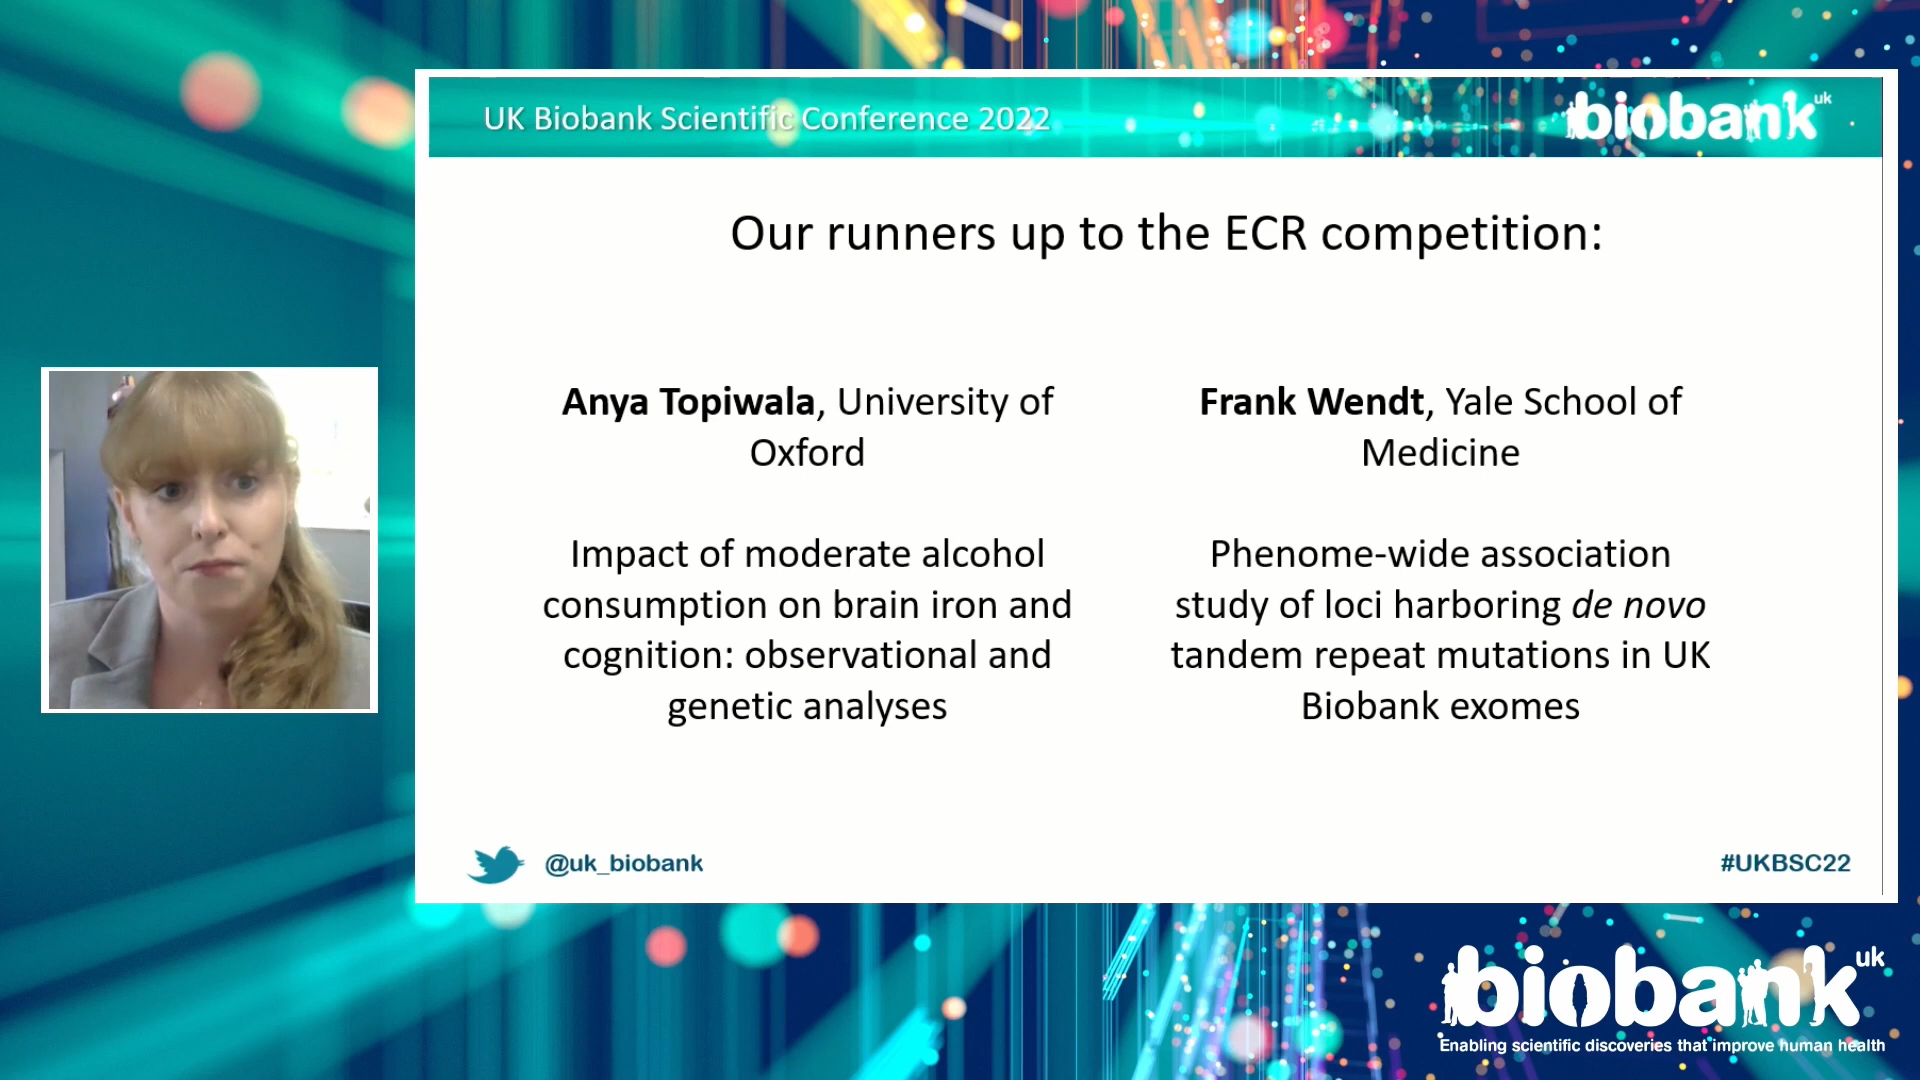 UK Biobank Scientific Conference 2022
biobank uk
Our runners up to the ECR competition:
Anya Topiwala, University of
Oxford
Impact of moderate alcohol
consumption on brain iron and
cognition: observational and
genetic analyses
Frank Wendt, Yale School of
Medicine
Phenome-wide association
study of loci harboring de novo
tandem repeat mutations in UK
Biobank exomes
@uk_biobank
#UKBSC22
biobank uk
Enabling scientific discoveries that improve human health